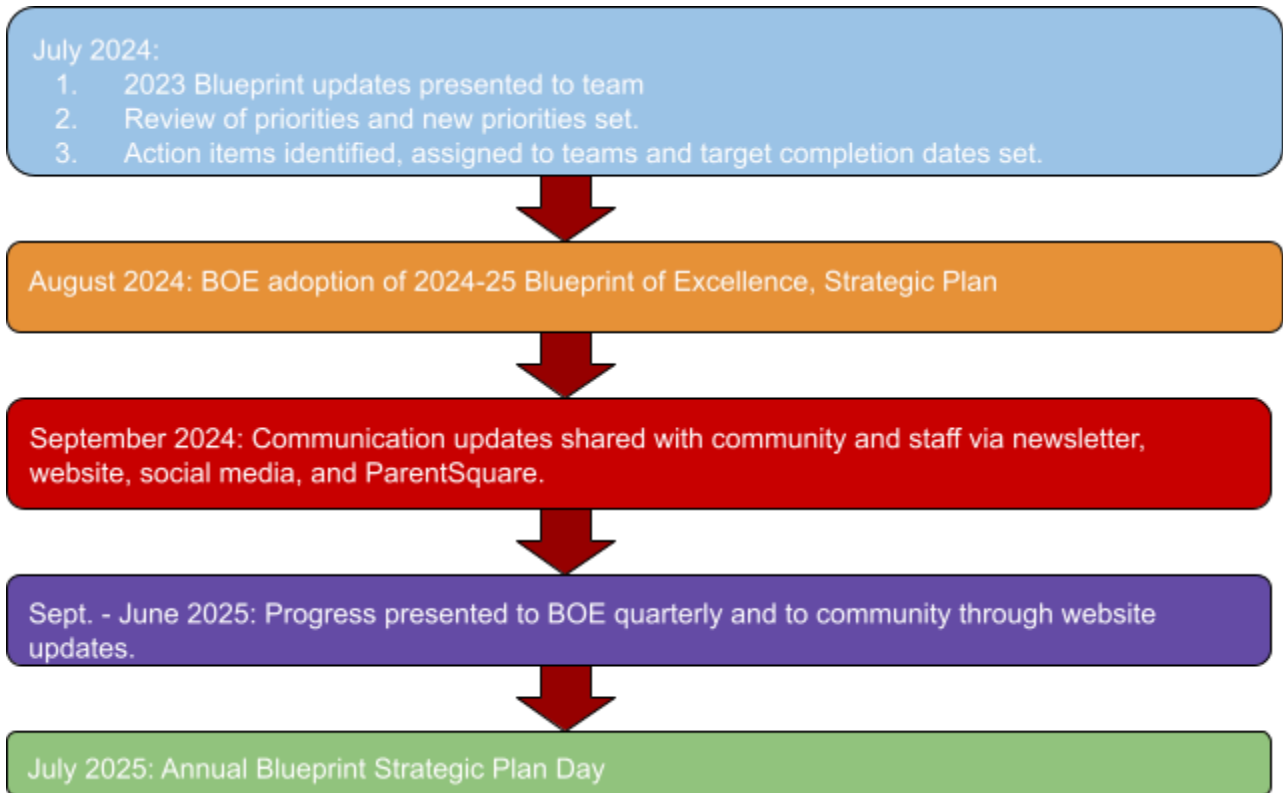 July 2024:
1. 2023 Blueprint updates presented to team
2. Review of priorities and new priorities set.
3. Action items identified, assigned to teams and target completion dates set.
August 2024: BOE adoption of 2024-25 Blueprint of Excellence, Strategic Plan
September 2024: Communication updates shared with community and staff via newsletter,
website, social media, and ParentSquare.
Sept. - June 2025: Progress presented to BOE quarterly and to community through website
updates.
July 2025: Annual Blueprint Strategic Plan Day